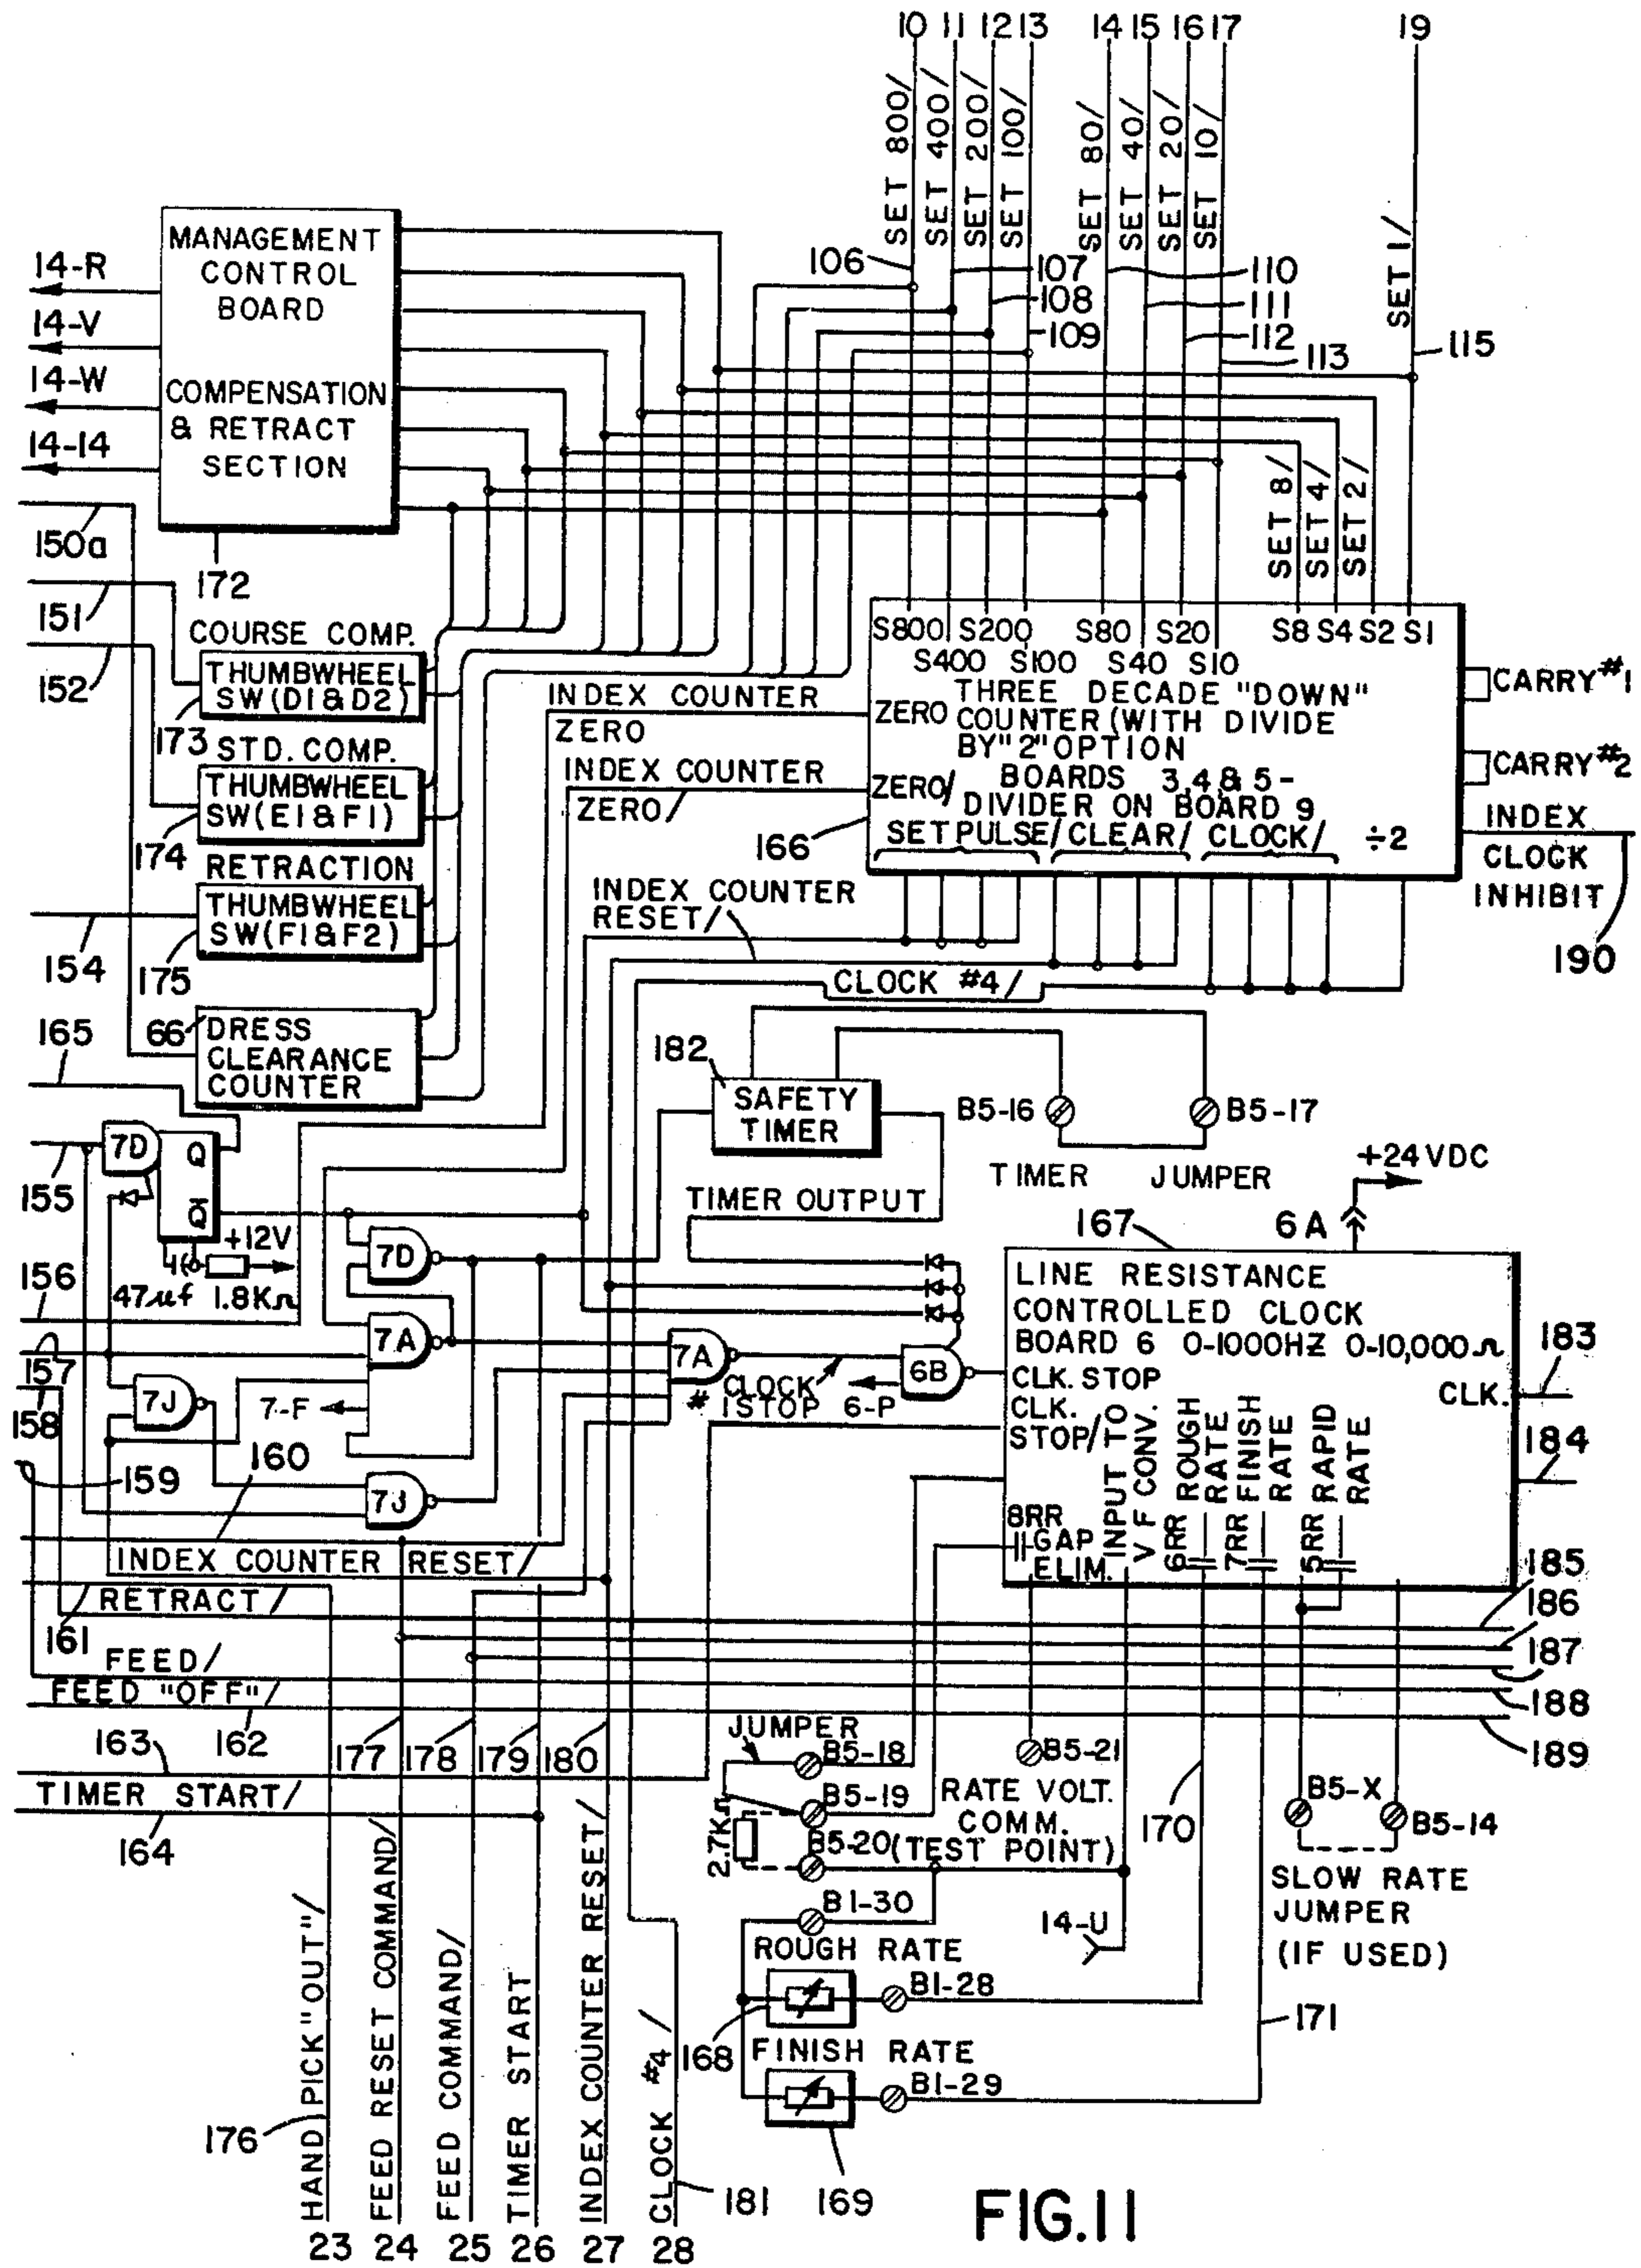 10 11 12 13 14 15 16 17 19
SET 800/
SET 400/
SET 200/
SET 100/
SET 80/
SET 40/
SET 20/
SET 10/
SET 1/
MANAGEMENT
CONTROL
BOARD
COMPENSATION
& RETRACT
SECTION
14-R
14-V
14-W
14-14
106
107
108
109
110
111
112
113
115
150a
151
152
172
SET 8/
SET 4/
SET 2/
COURSE COMP.
THUMBWHEEL
SW(D1&D2)
173
STD. COMP.
THUMBWHEEL
SW(E1&F1)
174
RETRACTION
THUMBWHEEL
SW(F1&F2)
154
175
165
66
DRESS
CLEARANCE
COUNTER
S800 S200 S80 S20 S8 S4 S2 S1
S400 S100 S40 S10
INDEX COUNTER
ZERO
INDEX COUNTER
ZERO/
ZERO
ZERO/
THREE DECADE "DOWN"
COUNTER(WITH DIVIDE
BY"2"OPTION
BOARDS 3,4,& 5-
DIVIDER ON BOARD 9
SET PULSE/ CLEAR/ CLOCK/ ÷2
166
CARRY#1
CARRY#2
INDEX
CLOCK
INHIBIT
190
INDEX COUNTER
RESET/
CLOCK #4/
182
SAFETY
TIMER
B5-16
B5-17
TIMER JUMPER
TIMER OUTPUT
155
7D
Q
Q̅
+12V
47µf 1.8KΩ
156
157
158
159
7D
7A
7J
7-F
160
7J
7A
CLOCK
# 1STOP 6-P
6B
+24VDC
6A
167
LINE RESISTANCE
CONTROLLED CLOCK
BOARD 6 0-1000HZ 0-10,000Ω
CLK. STOP
CLK.
STOP/
CLK.
INPUT TO
V F CONV.
6RR ROUGH
RATE
7RR FINISH
RATE
5RR RAPID
RATE
8RR
GAP
ELIM.
183
184
185
186
187
188
189
INDEX COUNTER RESET/
RETRACT/
161
FEED/
FEED "OFF"/
162
163
TIMER START/
164
177
178
179
180
JUMPER
B5-18
B5-19
B5-20
2.7KΩ
B5-21
RATE VOLT.
COMM.
(TEST POINT)
B1-30
14-U
170
B5-X
B5-14
SLOW RATE
JUMPER
(IF USED)
ROUGH RATE
B1-28
168
FINISH RATE
B1-29
169
171
HAND PICK "OUT"/
176
FEED RESET COMMAND/
FEED COMMAND/
TIMER START
INDEX COUNTER RESET/
CLOCK #4/
181
23 24 25 26 27 28
FIG.11